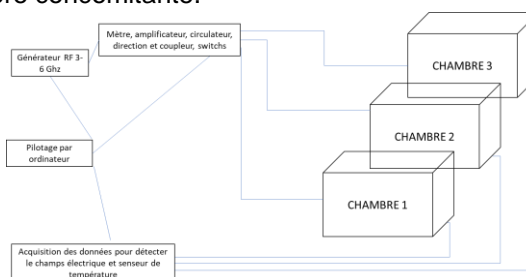 concomitante.
Mètre, amplificateur, circulateur,
direction et coupleur, switchs
Générateur RF 3-
6 Ghz
CHAMBRE 3
CHAMBRE 2
Pilotage par
ordinateur
CHAMBRE 1
Acquisition des données pour détecter
le champs électrique et senseur de
température